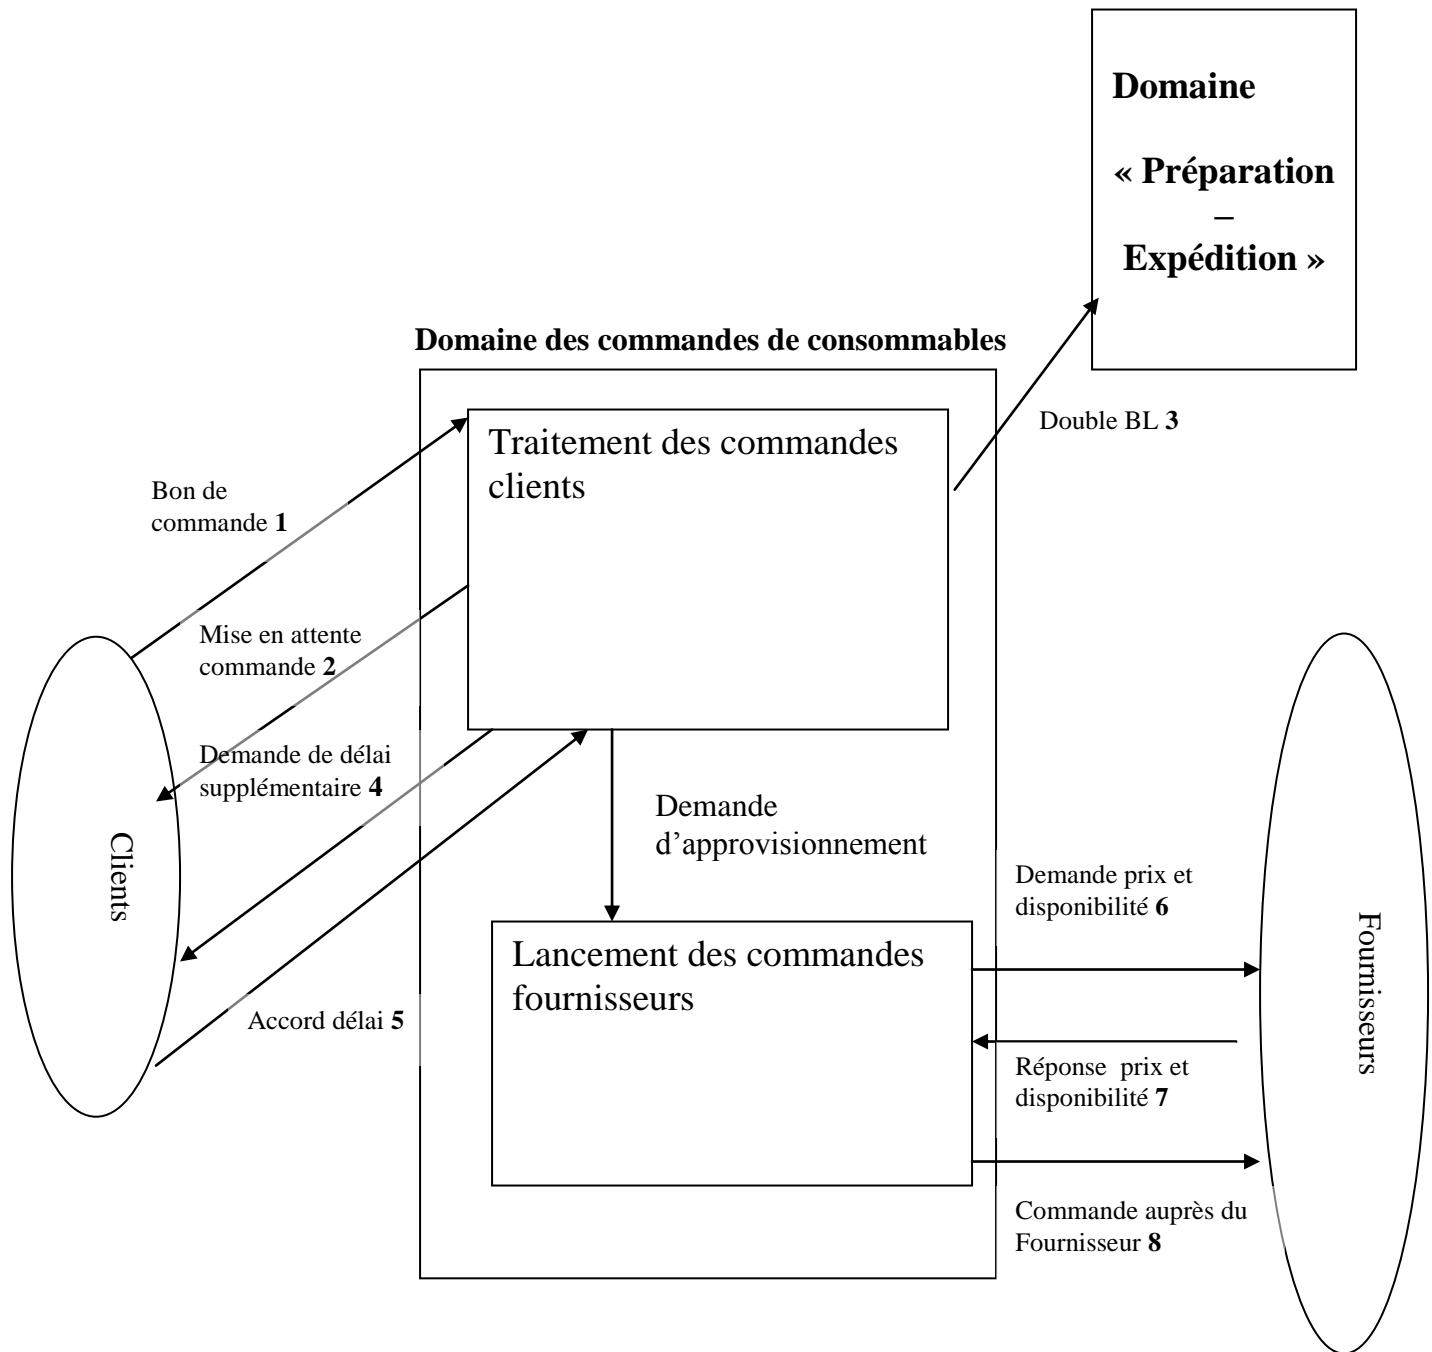 Domaine
« Préparation
–
Expédition »
Domaine des commandes de consommables
Double BL 3
Traitement des commandes
clients
Bon de
commande 1
Mise en attente
commande 2
Demande de délai
supplémentaire 4
Demande
d’approvisionnement
Clients
Demande prix et
disponibilité 6
Lancement des commandes
fournisseurs
Fournisseurs
Accord délai 5
Réponse  prix et
disponibilité 7
Commande auprès du
Fournisseur 8